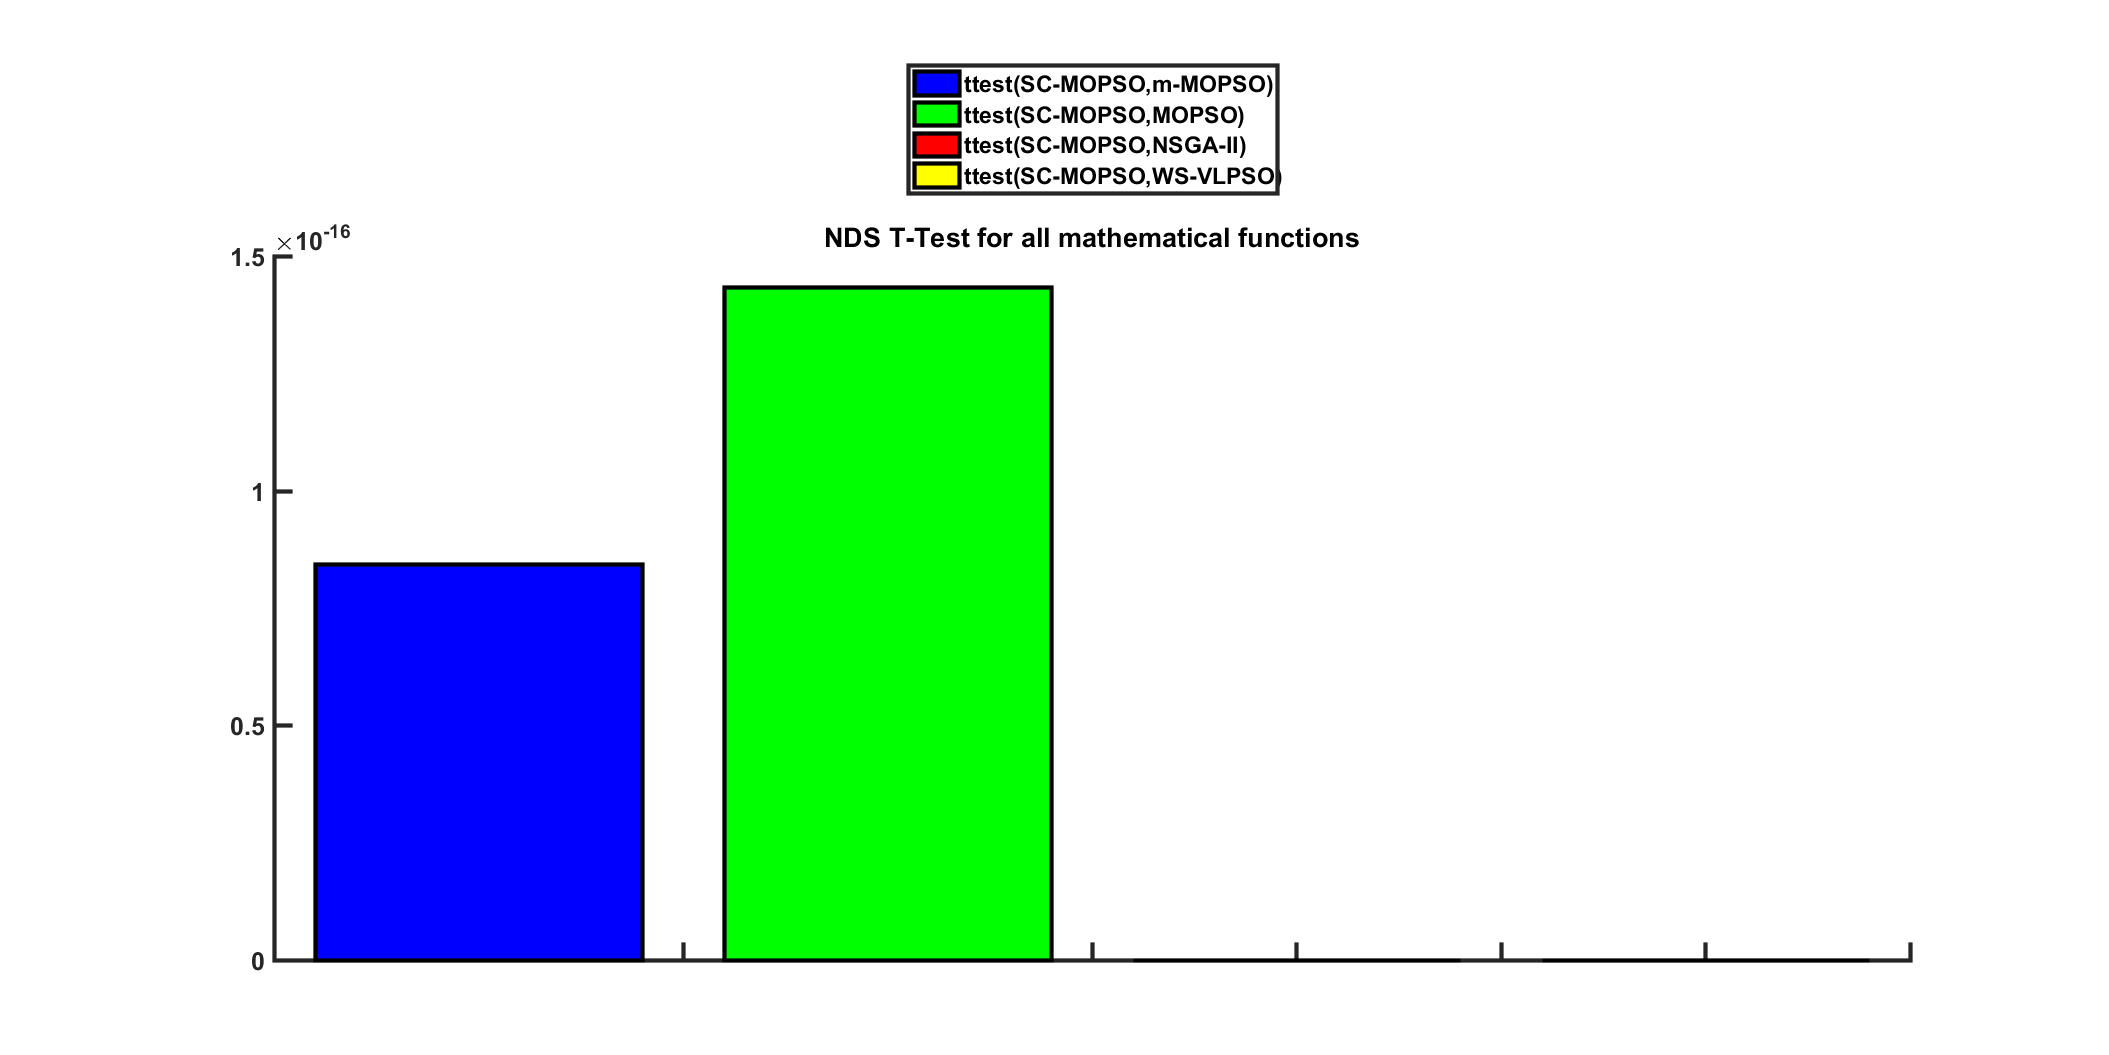 ttest(SC-MOPSO,m-MOPSO)
ttest(SC-MOPSO,MOPSO)
ttest(SC-MOPSO,NSGA-II)
ttest(SC-MOPSO,WS-VLPSO)
NDS T-Test for all mathematical functions
×10-16
1.5
1
0.5
0